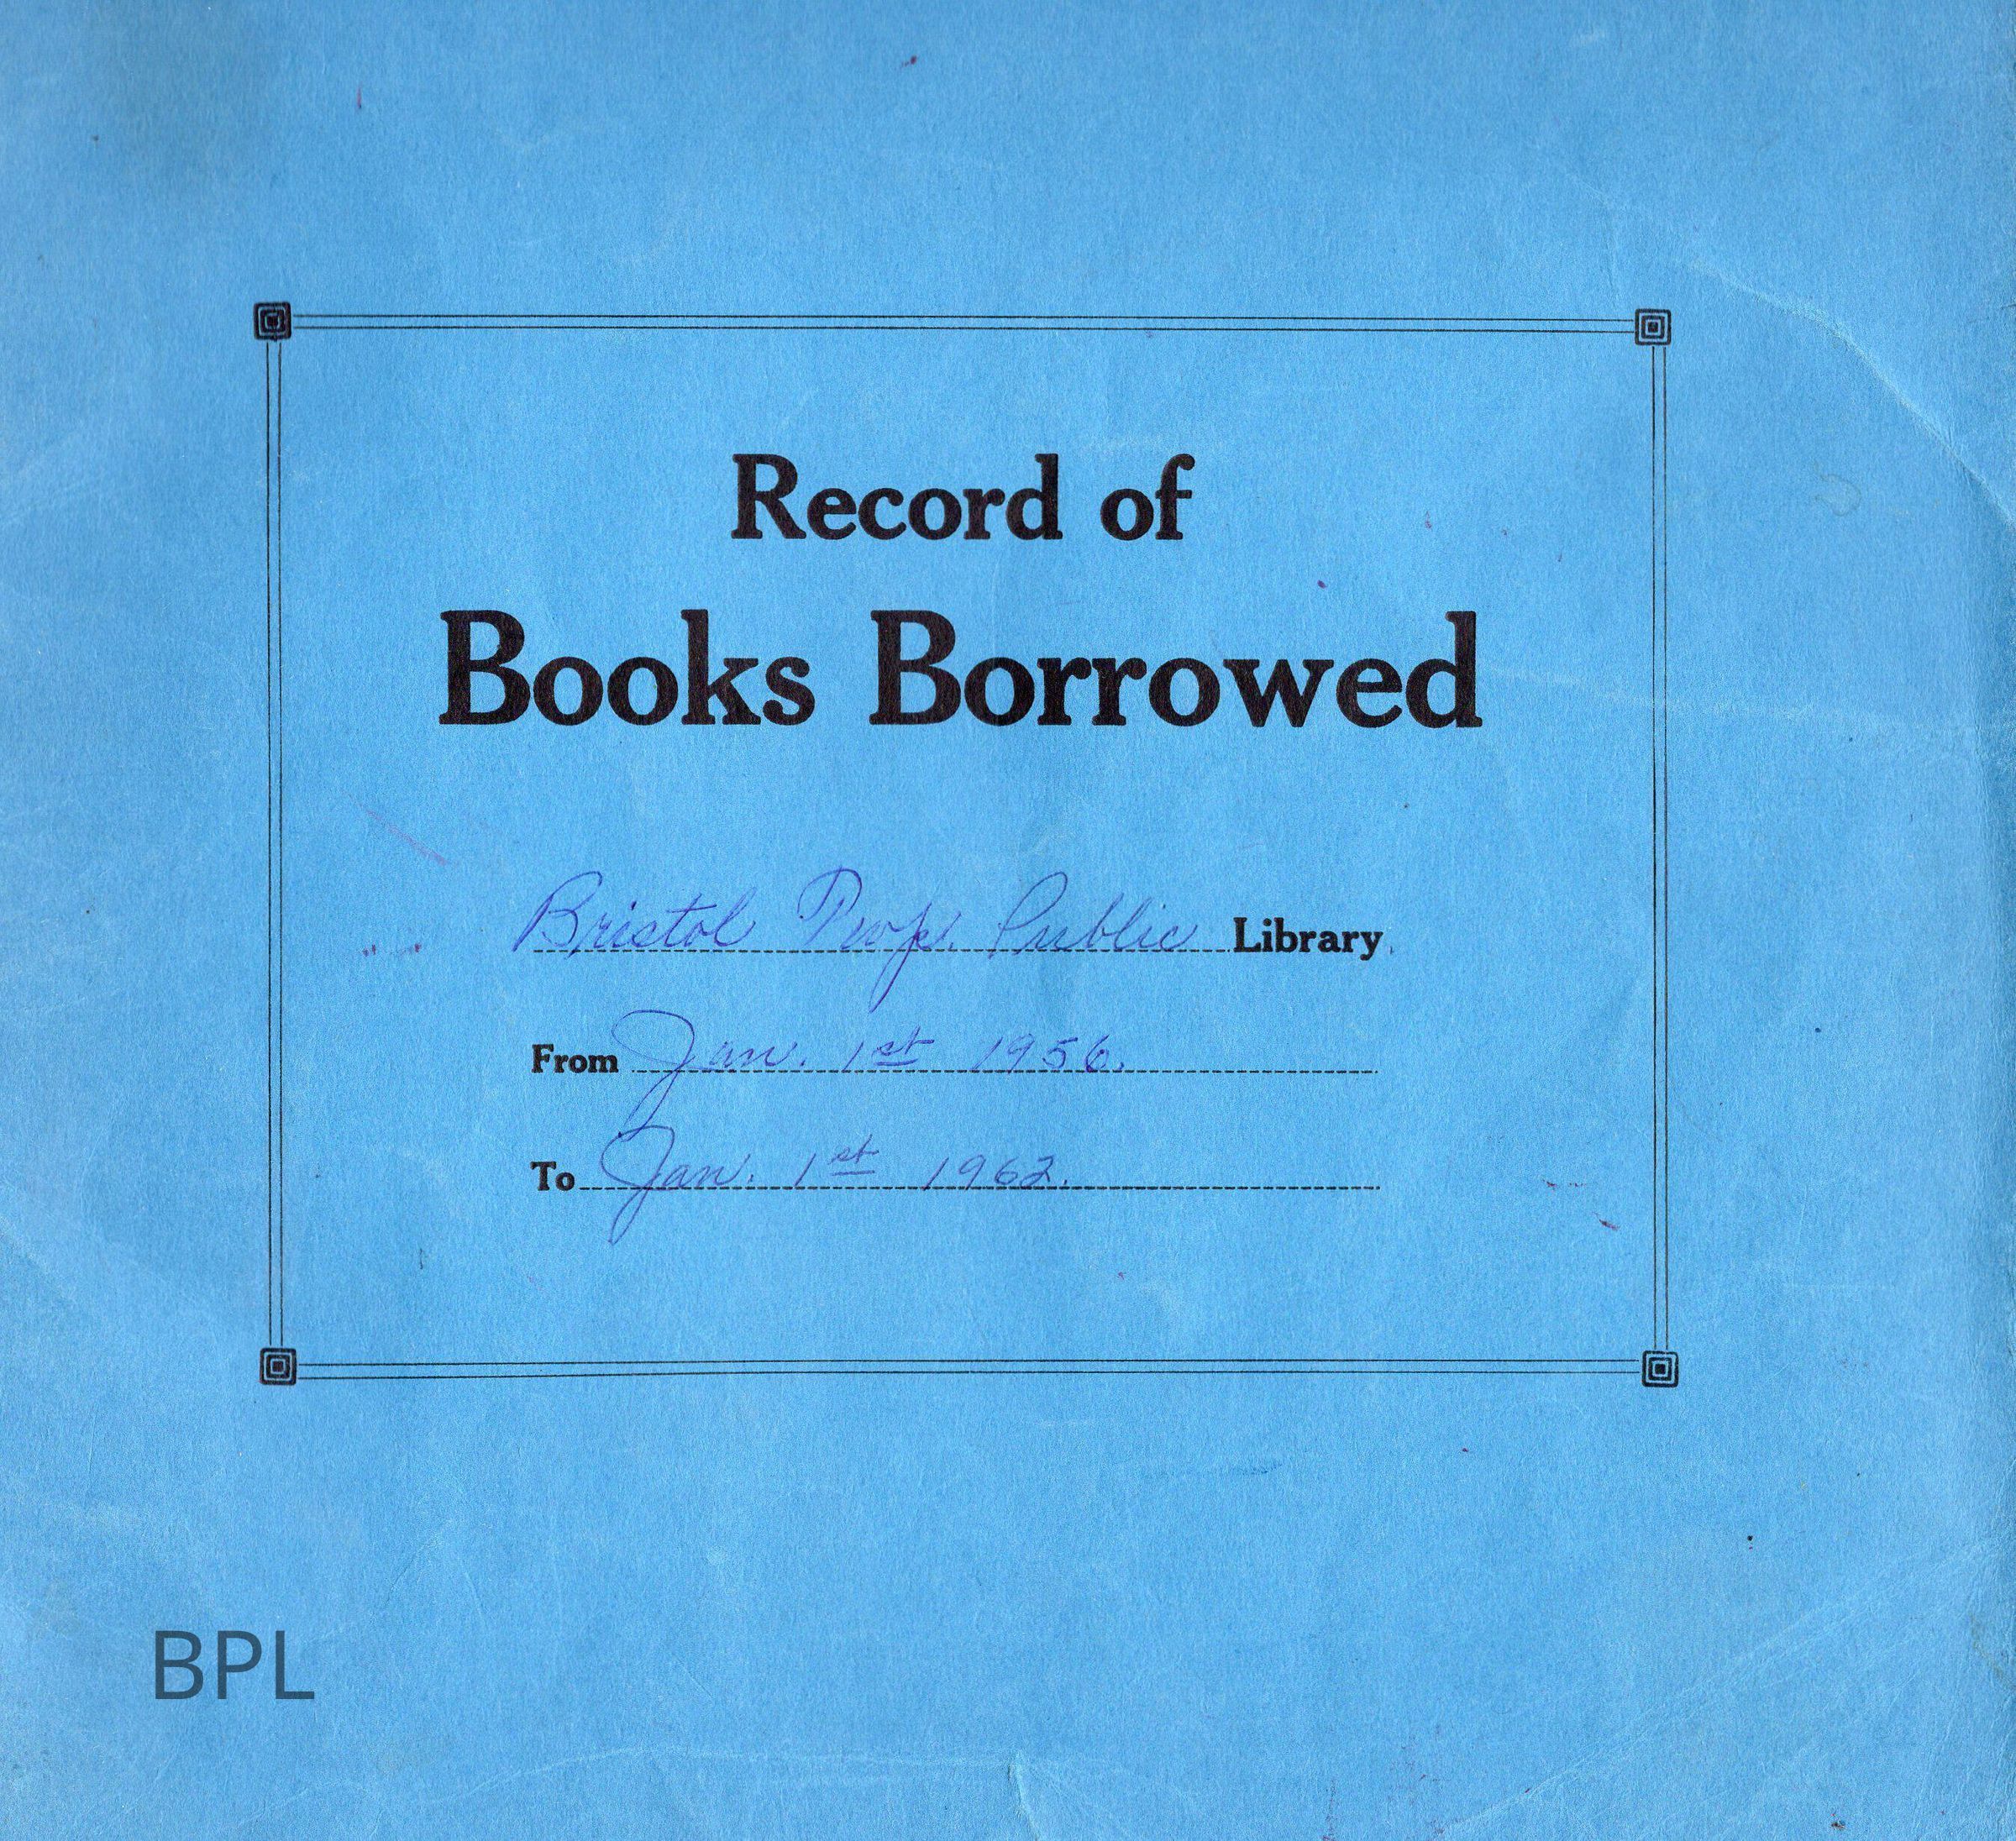 Record of
Books Borrowed
Bristol Twp. Public Library
From Jan. 1st 1956.
To Jan. 1st 1962.
BPL